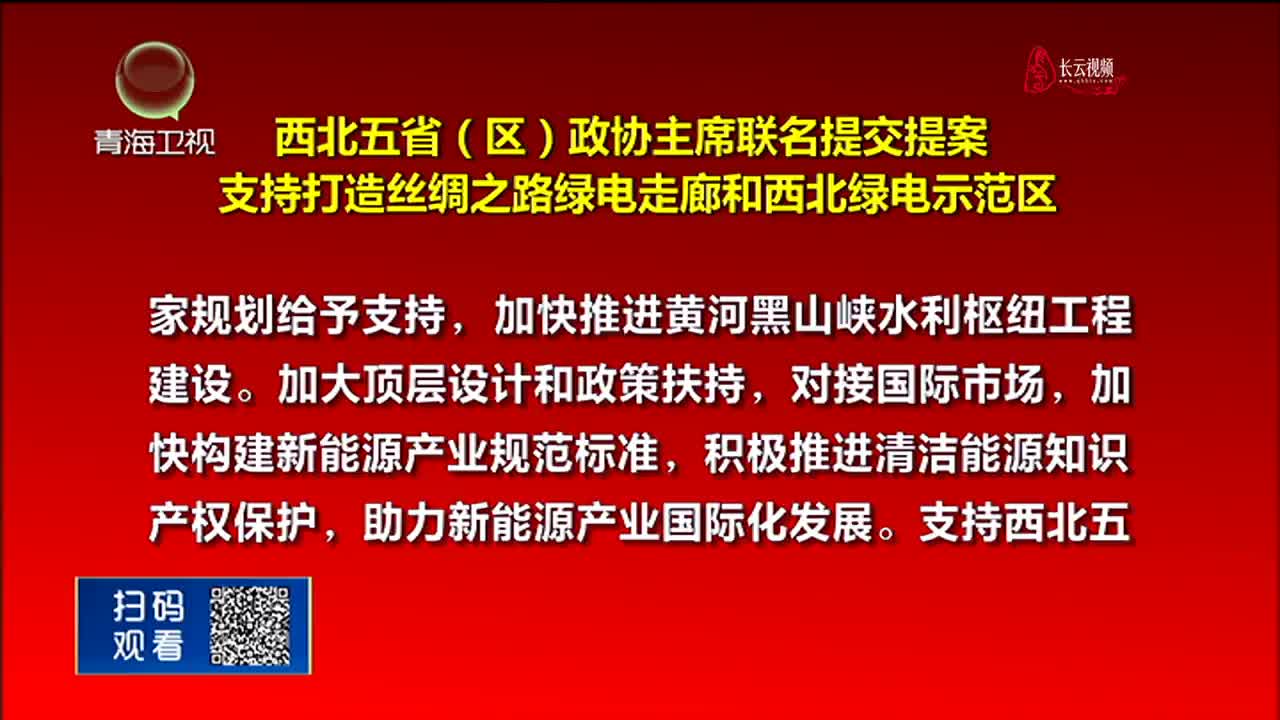 长云视频
青海卫视
西北五省（区）政协主席联名提交提案
支持打造丝绸之路绿电走廊和西北绿电示范区
家规划给予支持，加快推进黄河黑山峡水利枢纽工程
建设。加大顶层设计和政策扶持，对接国际市场，加
快构建新能源产业规范标准，积极推进清洁能源知识
产权保护，助力新能源产业国际化发展。支持西北五
扫码
观看